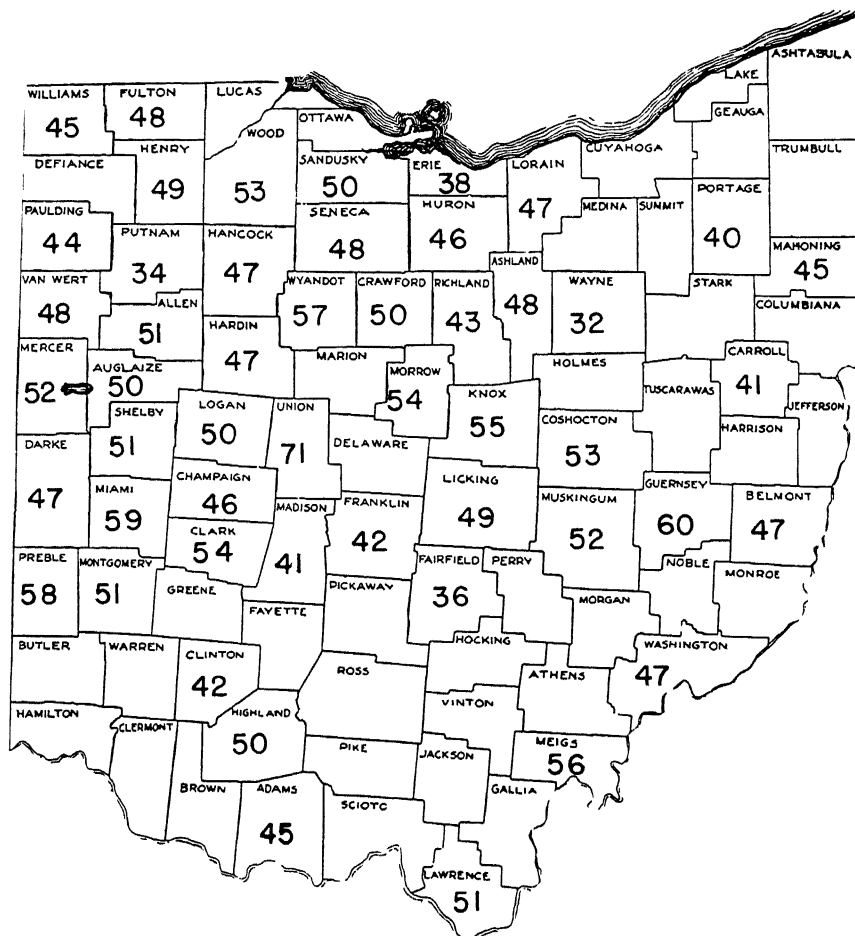 ASHTABULA
LAKE
GEAUGA
WILLIAMS
45
FULTON
48
LUCAS
OTTAWA
WOOD
53
HENRY
49
DEFIANCE
SANDUSKY
50
ERIE
38
LORAIN
47
CUYAHOGA
TRUMBULL
PAULDING
44
PUTNAM
34
HANCOCK
47
SENECA
48
HURON
46
MEDINA
SUMMIT
PORTAGE
40
MAHONING
45
VAN WERT
48
ALLEN
51
WYANDOT
57
CRAWFORD
50
RICHLAND
43
ASHLAND
48
WAYNE
32
STARK
COLUMBIANA
HARDIN
47
MERCER
52
AUGLAIZE
50
MARION
MORROW
54
HOLMES
CARROLL
41
TUSCARAWAS
JEFFERSON
SHELBY
51
LOGAN
50
UNION
71
KNOX
55
COSHOCTON
53
HARRISON
DARKE
47
DELAWARE
CHAMPAIGN
46
LICKING
49
MIAMI
59
MADISON
41
FRANKLIN
42
MUSKINGUM
52
GUERNSEY
60
BELMONT
47
CLARK
54
PREBLE
58
MONTGOMERY
51
GREENE
FAIRFIELD
36
PERRY
NOBLE
MONROE
PICKAWAY
FAYETTE
MORGAN
BUTLER
WARREN
CLINTON
42
HOCKING
WASHINGTON
47
ROSS
ATHENS
VINTON
HAMILTON
CLERMONT
HIGHLAND
50
PIKE
JACKSON
MEIGS
56
BROWN
ADAMS
45
SCIOTO
GALLIA
LAWRENCE
51